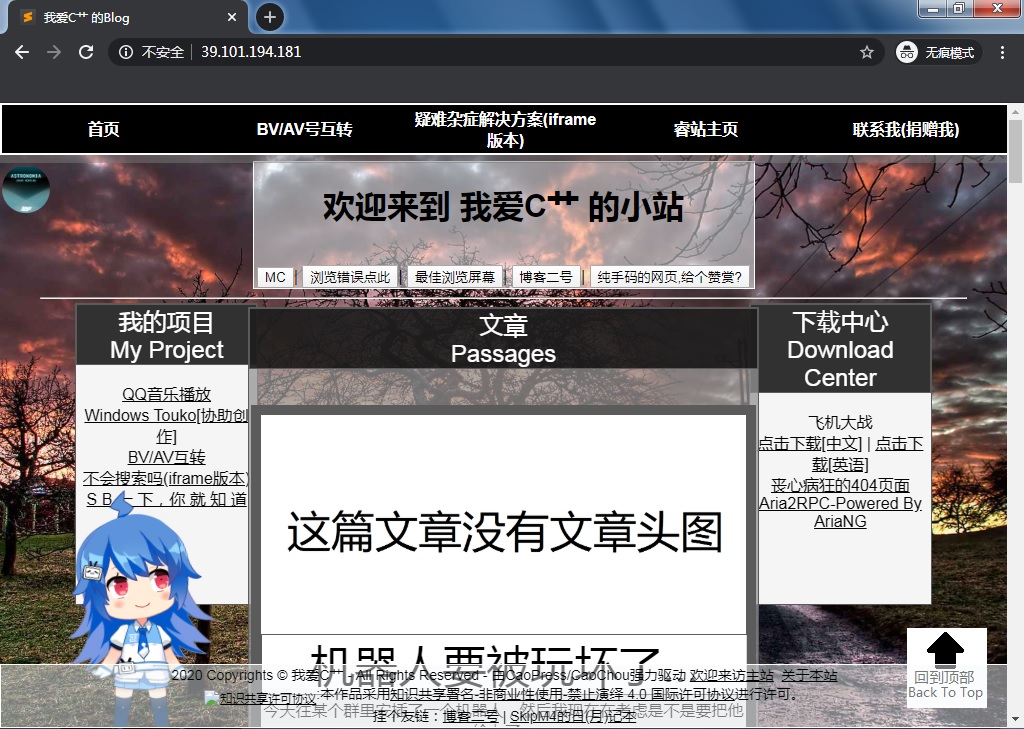 我爱C艹 的Blog
不安全 39.101.194.181
无痕模式
首页
BV/AV号互转
疑难杂症解决方案(iframe
版本)
睿站主页
联系我(捐赠我)
ASTRONOMIA
欢迎来到 我爱C艹 的小站
MC | 浏览错误点此 | 最佳浏览屏幕 | 博客二号 | 纯手码的网页,给个赞赏?
我的项目
My Project
QQ音乐播放
Windows Touko[协助创
作]
BV/AV互转
不会搜索吗(iframe版本)
S B 一 下 , 你 就 知 道
文章
Passages
这篇文章没有文章头图
机器人要被玩坏了
下载中心
Download
Center
飞机大战
点击下载[中文] | 点击下
载[英语]
丧心病狂的404页面
Aria2RPC-Powered By
AriaNG
回到顶部
Back To Top
2020 Copyrights © 我爱C艹 - All Rights Reserved - 由CaoPress/CaoChou强力驱动 欢迎来访主站 关于本站
知识共享许可协议 本作品采用知识共享署名-非商业性使用-禁止演绎 4.0 国际许可协议进行许可。
今天在某个群里安插了一个机器人，然后我现在在考虑是不是要把他
挂个友链：博客二号 | SkipM4的日(月)记本